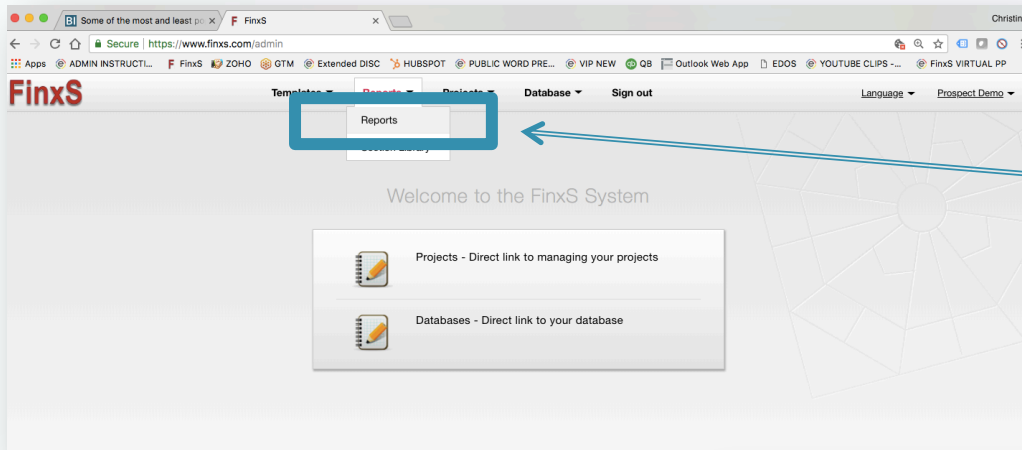 BI Some of the most and least po × F FinxS ×
Christin
Secure | https://www.finxs.com/admin
Apps ADMIN INSTRUCTI... F FinxS ZOHO GTM Extended DISC HUBSPOT PUBLIC WORD PRE... VIP NEW QB Outlook Web App EDOS YOUTUBE CLIPS -... FinxS VIRTUAL PP
FinxS Templates Reports Projects Database Sign out Language Prospect Demo
Reports
Section Library
Welcome to the FinxS System
Projects - Direct link to managing your projects
Databases - Direct link to your database